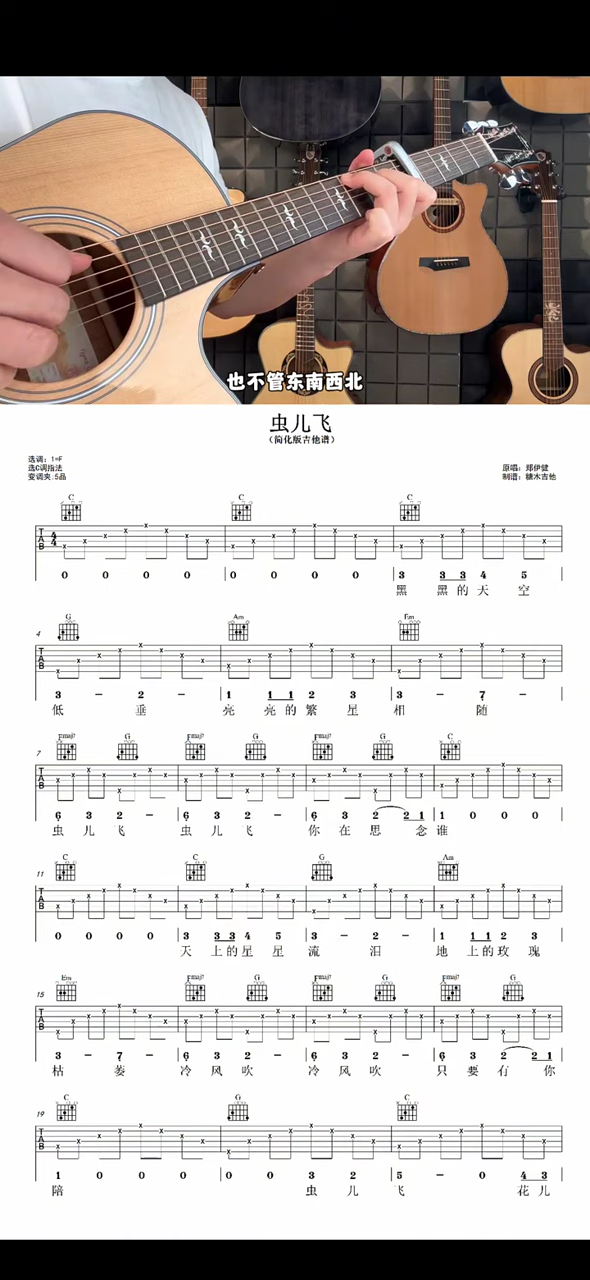 也不管东南西北
虫儿飞
（简化版吉他谱）
选调：1=F
选C调指法
变调夹:5品
原唱：郑伊健
制谱：糖木吉他
C C C
T A B 4 4
0 0 0 0 0 0 0 0 3 3 3 4 5
黑 黑 的 天 空
4 G Am Em
T A B
3 - 2 - 1 1 1 2 3 3 - 7 -
低 垂 亮 亮 的 繁 星 相 随
7 Fmaj7 G Fmaj7 G Fmaj7 G C
T A B
6 3 2 - 6 3 2 - 6 3 2 2 1 1 0 0 0
虫 儿 飞 虫 儿 飞 你 在 思 念 谁
11 C C G Am
T A B
0 0 0 0 3 3 3 4 5 3 - 2 - 1 1 1 2 3
天 上 的 星 星 流 泪 地 上 的 玫 瑰
15 Em Fmaj7 G Fmaj7 G Fmaj7 G
T A B
3 - 7 - 6 3 2 - 6 3 2 - 6 3 2 2 1
枯 萎 冷 风 吹 冷 风 吹 只 要 有 你
19 C G C
T A B
1 0 0 0 0 0 3 2 5 - 0 4 3
陪 虫 儿 飞 花 儿